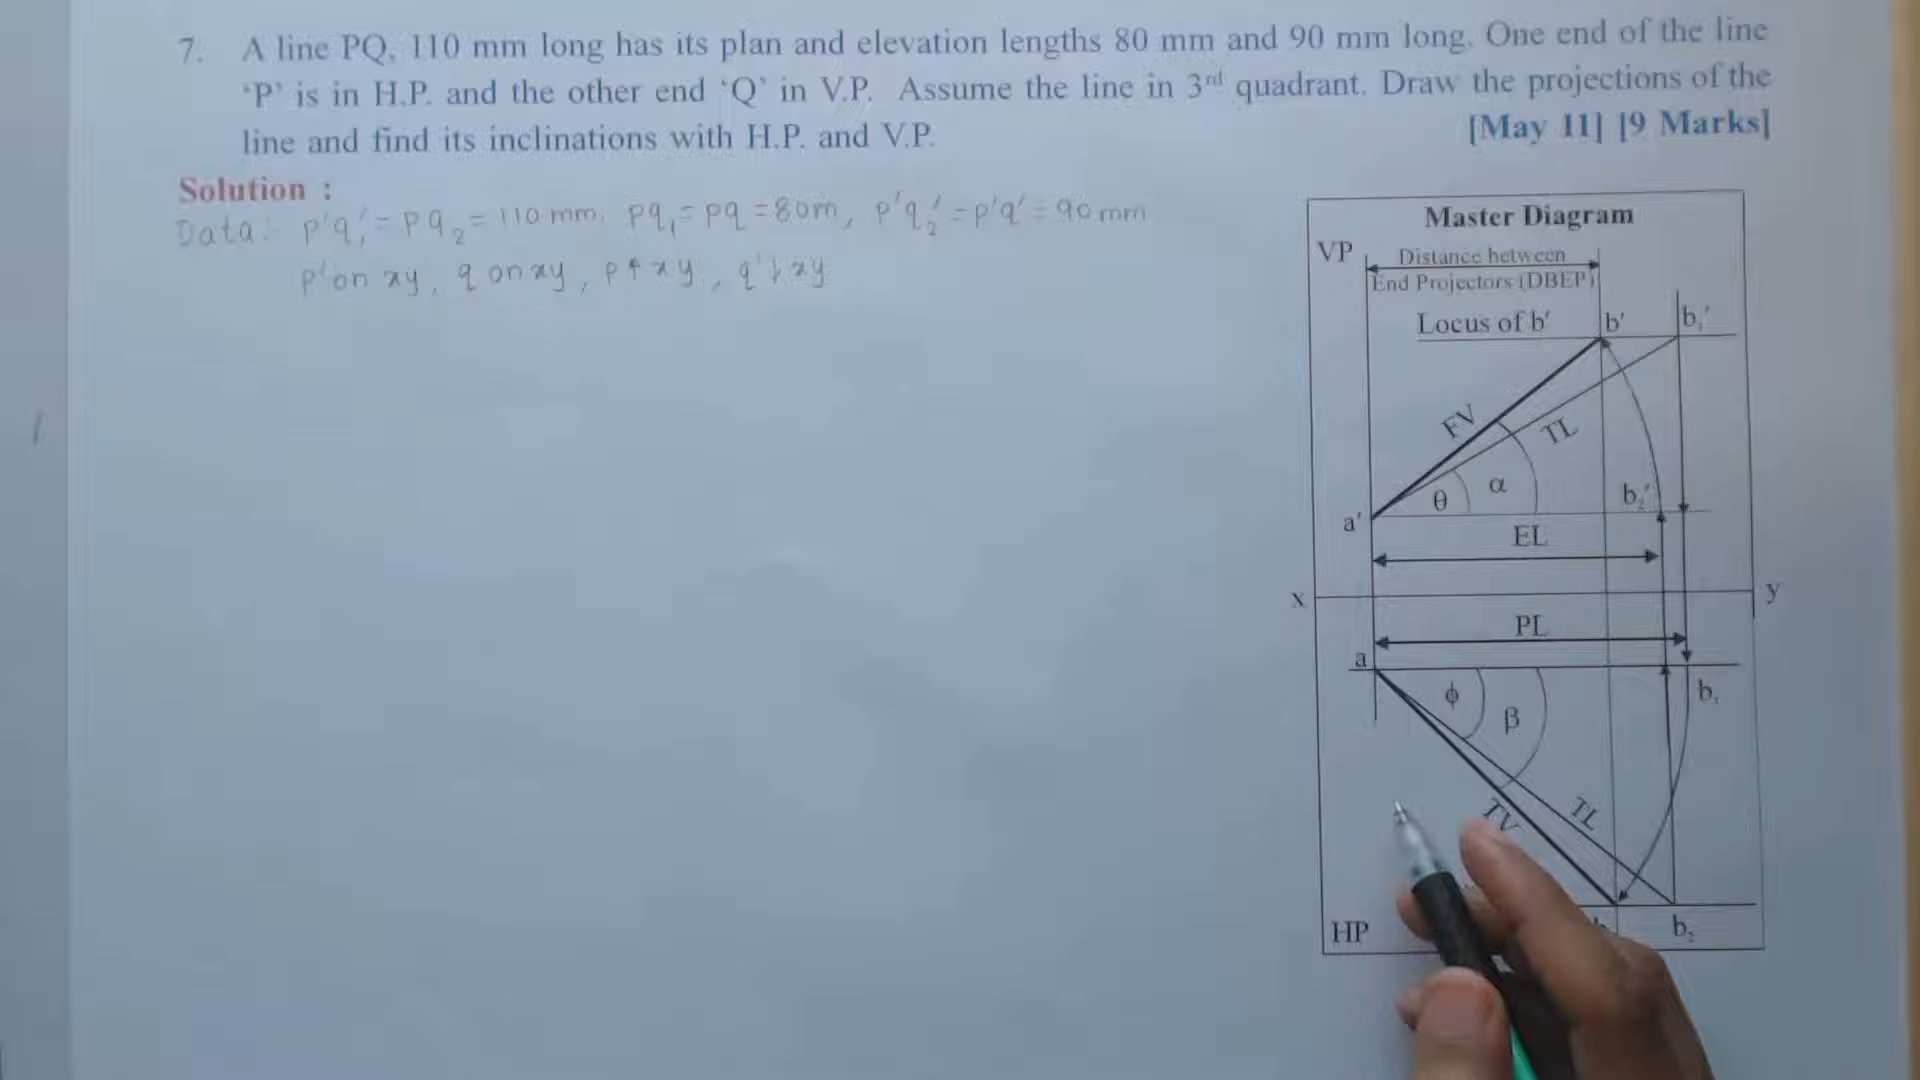 7. A line PQ, 110 mm long has its plan and elevation lengths 80 mm and 90 mm long. One end of the line
‘P’ is in H.P. and the other end ‘Q’ in V.P. Assume the line in 3rd quadrant. Draw the projections of the
line and find its inclinations with H.P. and V.P.
[May 11] [9 Marks]
Solution :
Data: p'q₁' = pq₂ = 110 mm, pq₁ = pq = 80m, p'q₂' = p'q' = 90 mm
p' on xy, q on xy, p↑xy, q'↓xy
Master Diagram
VP
Distance between
End Projectors (DBEP)
Locus of b'
b'
b₁'
FV
TL
θ
α
b₂'
a'
EL
x
y
PL
a
b₁
ϕ
β
TV
TL
HP
b₂